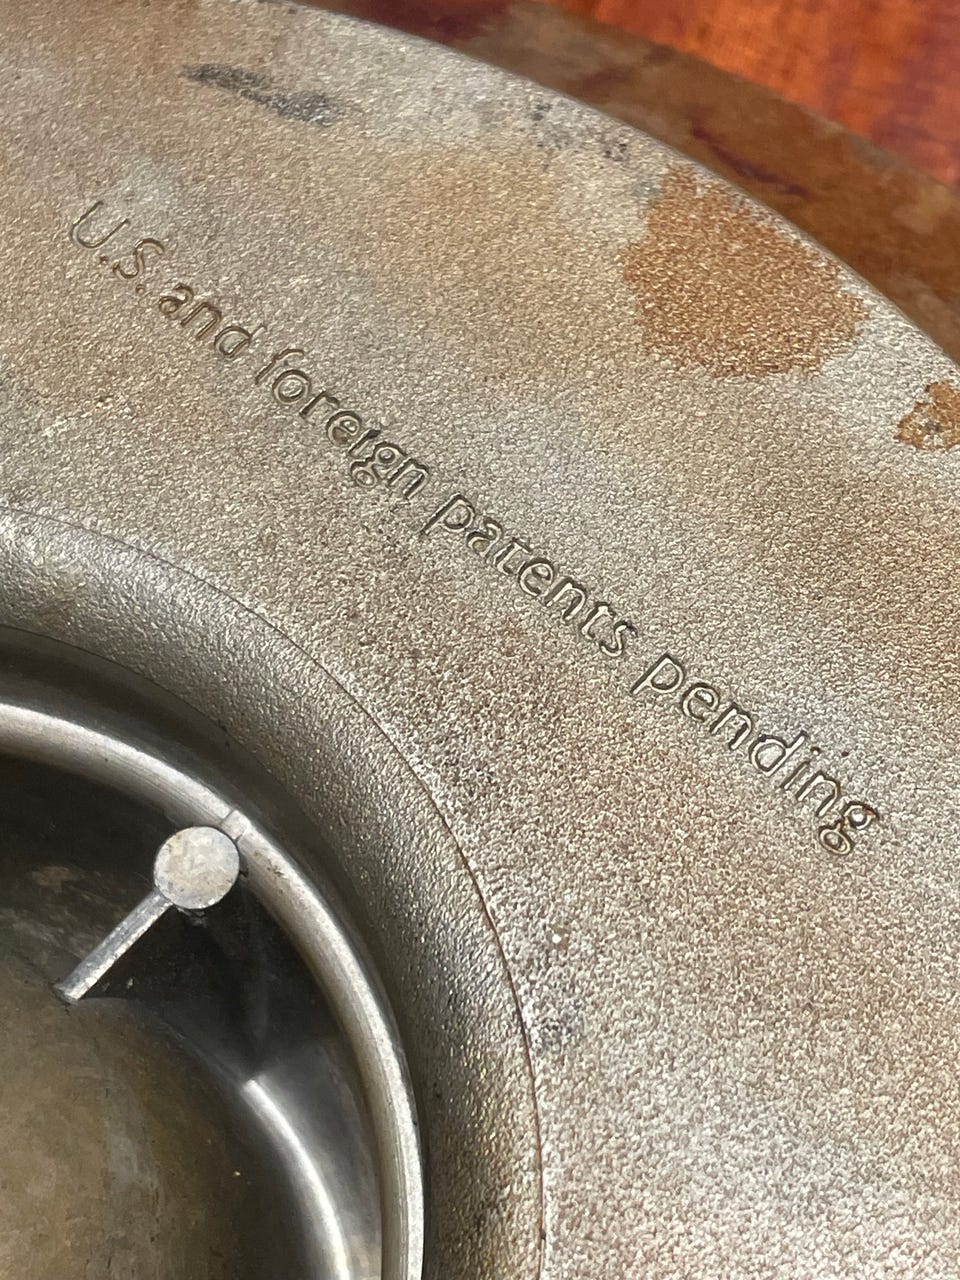 U.S. and foreign patents pending